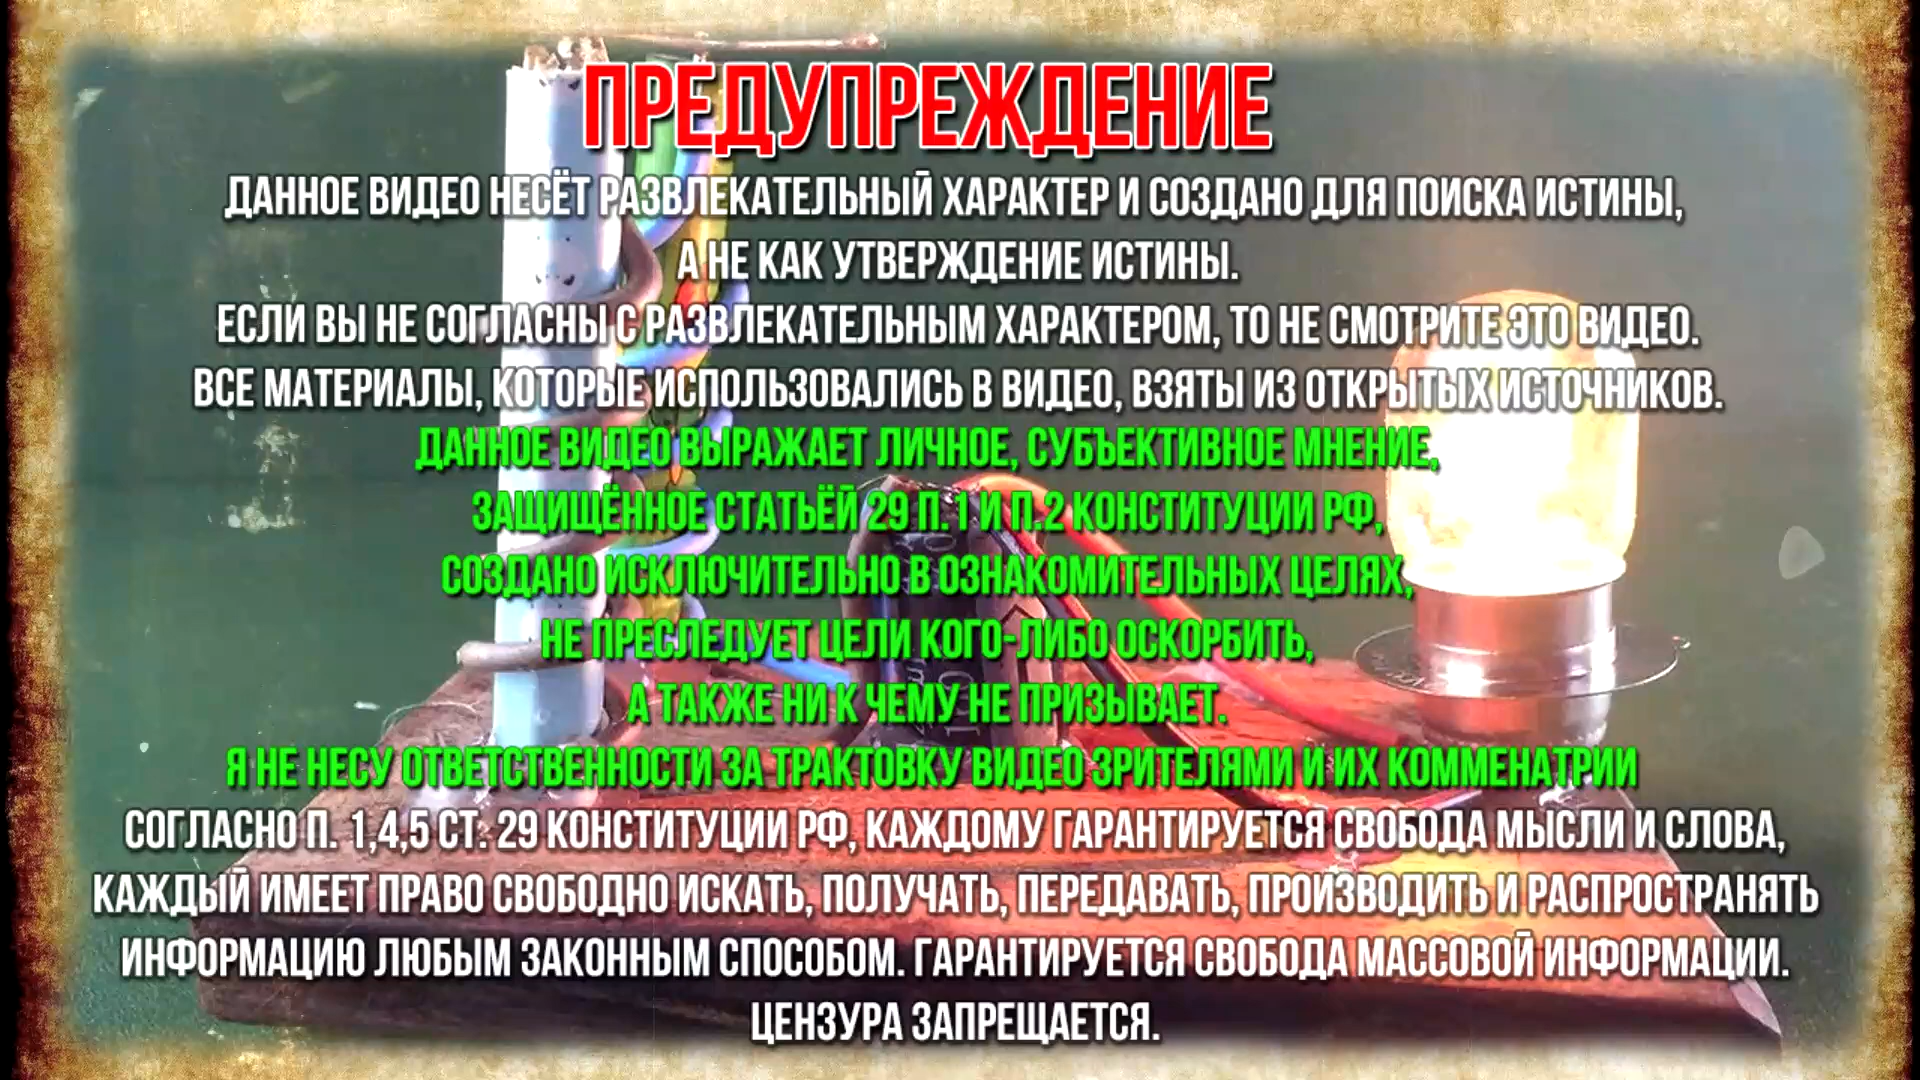 ПРЕДУПРЕЖДЕНИЕ
ДАННОЕ ВИДЕО НЕСЁТ РАЗВЛЕКАТЕЛЬНЫЙ ХАРАКТЕР И СОЗДАНО ДЛЯ ПОИСКА ИСТИНЫ,
А НЕ КАК УТВЕРЖДЕНИЕ ИСТИНЫ.
ЕСЛИ ВЫ НЕ СОГЛАСНЫ С РАЗВЛЕКАТЕЛЬНЫМ ХАРАКТЕРОМ, ТО НЕ СМОТРИТЕ ЭТО ВИДЕО.
ВСЕ МАТЕРИАЛЫ, КОТОРЫЕ ИСПОЛЬЗОВАЛИСЬ В ВИДЕО, ВЗЯТЫ ИЗ ОТКРЫТЫХ ИСТОЧНИКОВ.
ДАННОЕ ВИДЕО ВЫРАЖАЕТ ЛИЧНОЕ, СУБЪЕКТИВНОЕ МНЕНИЕ,
ЗАЩИЩЁННОЕ СТАТЬЁЙ 29 П.1 И П.2 КОНСТИТУЦИИ РФ,
СОЗДАНО ИСКЛЮЧИТЕЛЬНО В ОЗНАКОМИТЕЛЬНЫХ ЦЕЛЯХ,
НЕ ПРЕСЛЕДУЕТ ЦЕЛИ КОГО-ЛИБО ОСКОРБИТЬ,
А ТАКЖЕ НИ К ЧЕМУ НЕ ПРИЗЫВАЕТ.
Я НЕ НЕСУ ОТВЕТСТВЕННОСТИ ЗА ТРАКТОВКУ ВИДЕО ЗРИТЕЛЯМИ И ИХ КОММЕНАТРИИ
СОГЛАСНО П. 1,4,5 СТ. 29 КОНСТИТУЦИИ РФ, КАЖДОМУ ГАРАНТИРУЕТСЯ СВОБОДА МЫСЛИ И СЛОВА,
КАЖДЫЙ ИМЕЕТ ПРАВО СВОБОДНО ИСКАТЬ, ПОЛУЧАТЬ, ПЕРЕДАВАТЬ, ПРОИЗВОДИТЬ И РАСПРОСТРАНЯТЬ
ИНФОРМАЦИЮ ЛЮБЫМ ЗАКОННЫМ СПОСОБОМ. ГАРАНТИРУЕТСЯ СВОБОДА МАССОВОЙ ИНФОРМАЦИИ.
ЦЕНЗУРА ЗАПРЕЩАЕТСЯ.